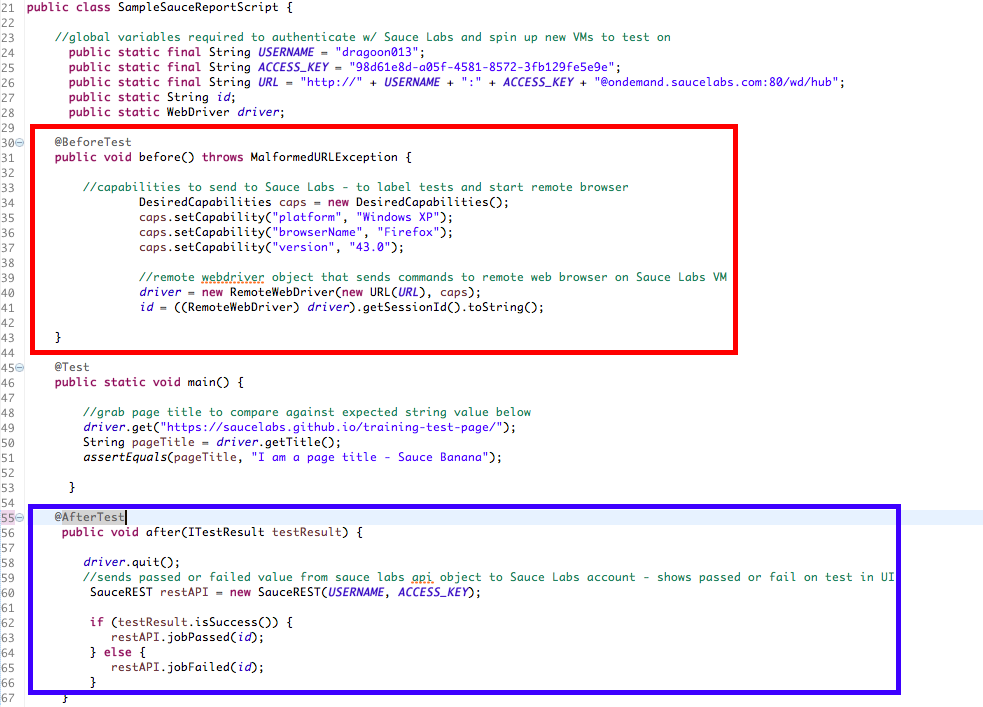 21 public class SampleSauceReportScript {
22
23 //global variables required to authenticate w/ Sauce Labs and spin up new VMs to test on
24 public static final String USERNAME = "dragoon013";
25 public static final String ACCESS_KEY = "98d61e8d-a05f-4581-8572-3fb129fe5e9e";
26 public static final String URL = "http://" + USERNAME + ":" + ACCESS_KEY + "@ondemand.saucelabs.com:80/wd/hub";
27 public static String id;
28 public static WebDriver driver;
29
30 @BeforeTest
31 public void before() throws MalformedURLException {
32
33 //capabilities to send to Sauce Labs - to label tests and start remote browser
34 DesiredCapabilities caps = new DesiredCapabilities();
35 caps.setCapability("platform", "Windows XP");
36 caps.setCapability("browserName", "Firefox");
37 caps.setCapability("version", "43.0");
38
39 //remote webdriver object that sends commands to remote web browser on Sauce Labs VM
40 driver = new RemoteWebDriver(new URL(URL), caps);
41 id = ((RemoteWebDriver) driver).getSessionId().toString();
42
43 }
44
45 @Test
46 public static void main() {
47
48 //grab page title to compare against expected string value below
49 driver.get("https://saucelabs.github.io/training-test-page/");
50 String pageTitle = driver.getTitle();
51 assertEquals(pageTitle, "I am a page title - Sauce Banana");
52
53 }
54
55 @AfterTest
56 public void after(ITestResult testResult) {
57
58 driver.quit();
59 //sends passed or failed value from sauce labs api object to Sauce Labs account - shows passed or fail on test in UI
60 SauceREST restAPI = new SauceREST(USERNAME, ACCESS_KEY);
61
62 if (testResult.isSuccess()) {
63 restAPI.jobPassed(id);
64 } else {
65 restAPI.jobFailed(id);
66 }
67 }